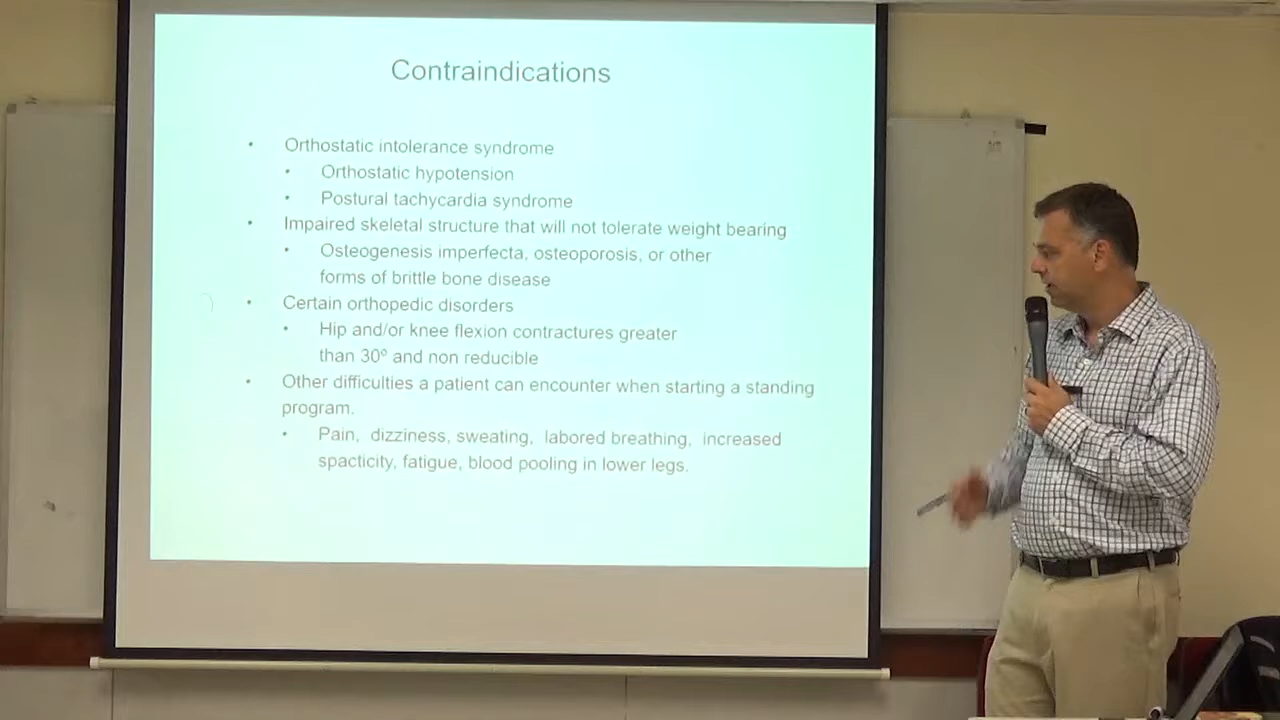 Contraindications
• Orthostatic intolerance syndrome
• Orthostatic hypotension
• Postural tachycardia syndrome
• Impaired skeletal structure that will not tolerate weight bearing
• Osteogenesis imperfecta, osteoporosis, or other
forms of brittle bone disease
• Certain orthopedic disorders
• Hip and/or knee flexion contractures greater
than 30º and non reducible
• Other difficulties a patient can encounter when starting a standing
program.
• Pain, dizziness, sweating, labored breathing, increased
spacticity, fatigue, blood pooling in lower legs.